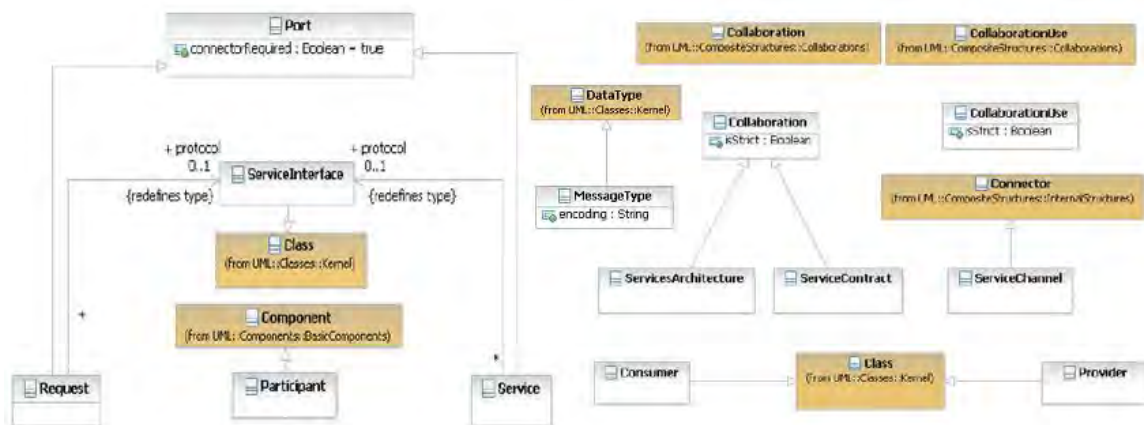 Port
connectorRequired : Boolean = true
Collaboration
(from UML::CompositeStructures::Collaborations)
CollaborationUse
(from UML::CompositeStructures::Collaborations)
DataType
(from UML::Classes::Kernel)
Collaboration
isStrict : Boolean
CollaborationUse
isStrict : Boolean
+ protocol
0..1
ServiceInterface
+ protocol
0..1
{redefines type}
{redefines type}
MessageType
encoding : String
Connector
(from UML::CompositeStructures::InternalStructures)
Class
(from UML::Classes::Kernel)
ServicesArchitecture
ServiceContract
ServiceChannel
*
Component
(from UML::Components::BasicComponents)
*
Request
Participant
Service
Consumer
Class
(from UML::Classes::Kernel)
Provider